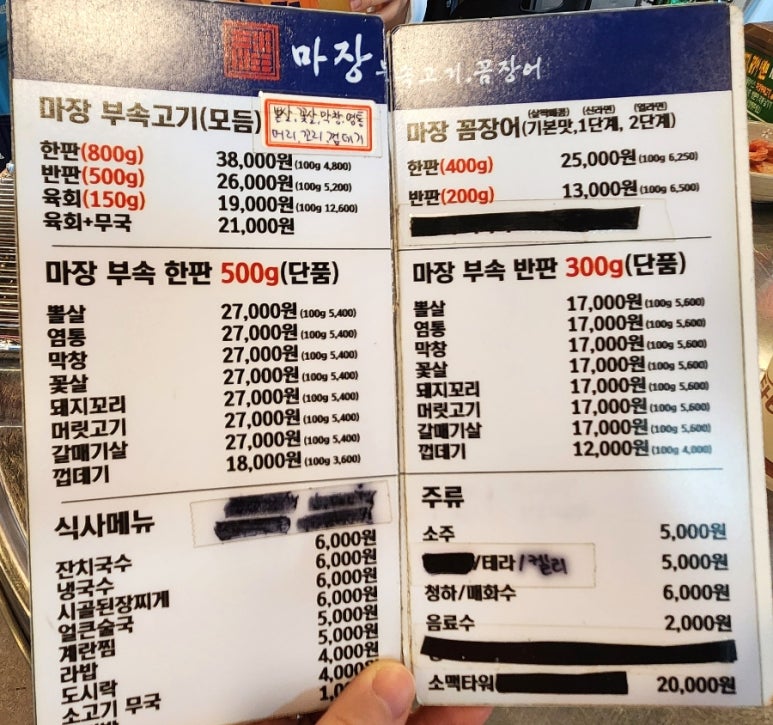 마장 부속고기.꼼장어
마장 부속고기(모듬)
뽈살, 꽃살, 막창, 염통
머리, 꼬리, 껍데기
한판(800g) 38,000원(100g 4,800)
반판(500g) 26,000원(100g 5,200)
육회(150g) 19,000원(100g 12,600)
육회+무국 21,000원
마장 부속 한판 500g(단품)
뽈살 27,000원(100g 5,400)
염통 27,000원(100g 5,400)
막창 27,000원(100g 5,400)
꽃살 27,000원(100g 5,400)
돼지꼬리 27,000원(100g 5,400)
머릿고기 27,000원(100g 5,400)
갈매기살 27,000원(100g 5,400)
껍데기 18,000원(100g 3,600)
식사메뉴
잔치국수 6,000원
냉국수 6,000원
시골된장찌게 6,000원
얼큰술국 6,000원
계란찜 5,000원
라밥 5,000원
도시락 4,000원
소고기 무국 4,000원
1,0
(살짝매콤) (신라면) (열라면)
마장 꼼장어(기본맛,1단계, 2단계)
한판(400g) 25,000원(100g 6,250)
반판(200g) 13,000원(100g 6,500)
마장 부속 반판 300g(단품)
뽈살 17,000원(100g 5,600)
염통 17,000원(100g 5,600)
막창 17,000원(100g 5,600)
꽃살 17,000원(100g 5,600)
돼지꼬리 17,000원(100g 5,600)
머릿고기 17,000원(100g 5,600)
갈매기살 17,000원(100g 5,600)
껍데기 12,000원(100g 4,000)
주류
소주 5,000원
/테라/켈리 5,000원
청하/매화수 6,000원
음료수 2,000원
소맥타워 20,000원